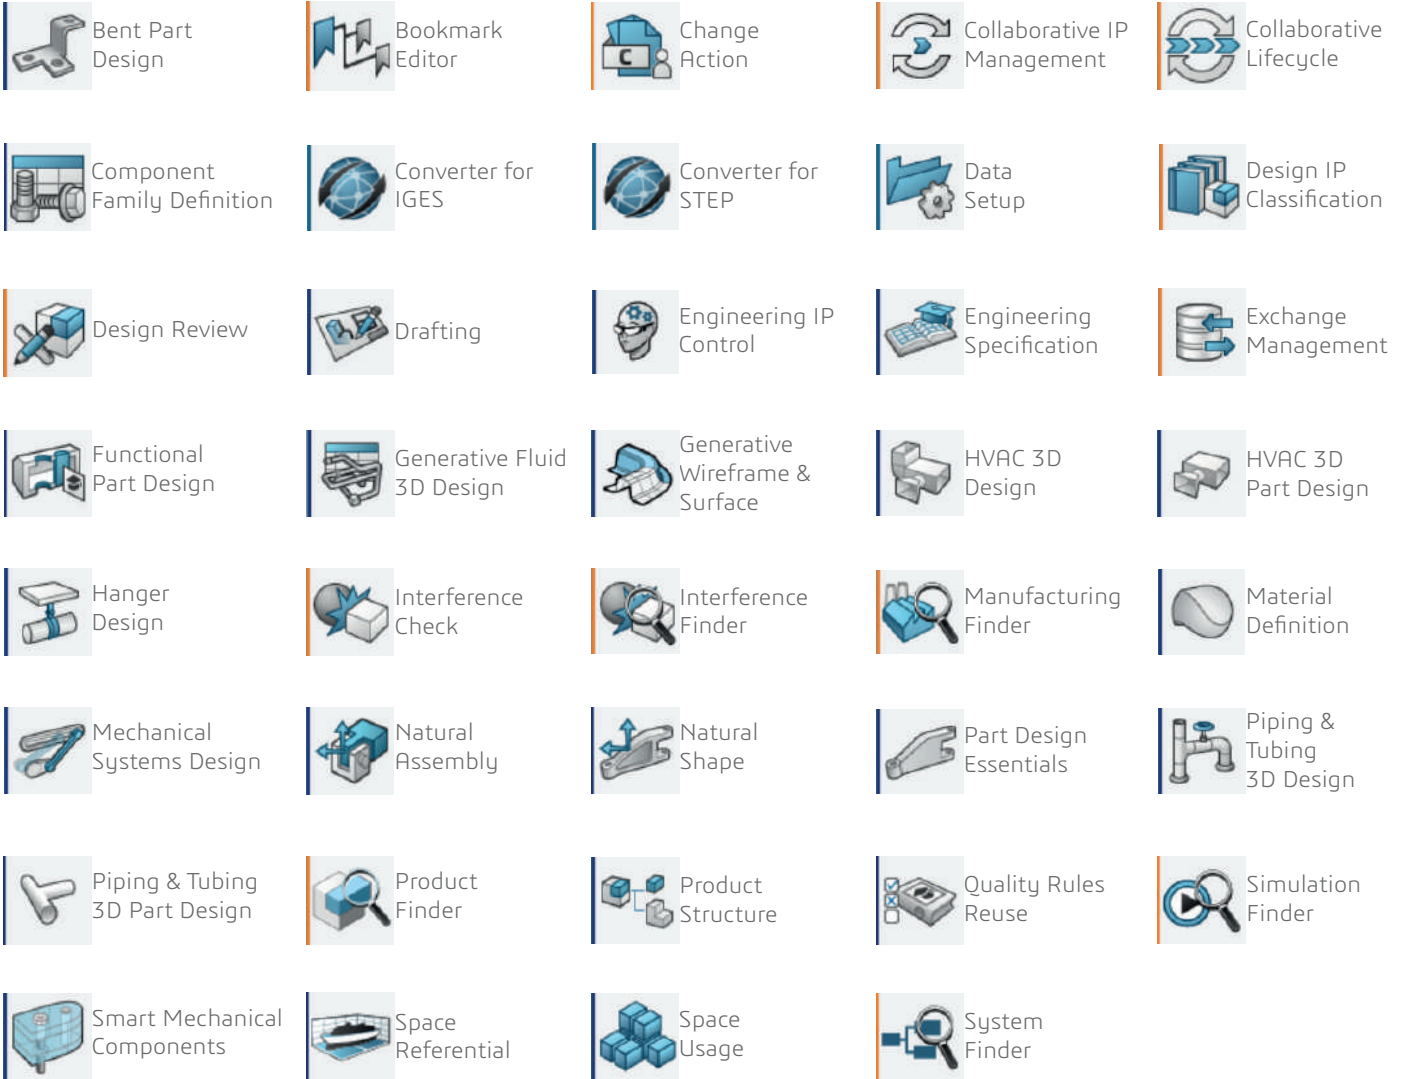 Bent Part
Design
Bookmark
Editor
C
Change
Action
Collaborative IP
Management
Collaborative
Lifecycle
Component
Family Definition
Converter for
IGES
Converter for
STEP
Data
Setup
Design IP
Classification
Design Review
Drafting
Engineering IP
Control
Engineering
Specification
Exchange
Management
Functional
Part Design
Generative Fluid
3D Design
Generative
Wireframe &
Surface
HVAC 3D
Design
HVAC 3D
Part Design
Hanger
Design
Interference
Check
Interference
Finder
Manufacturing
Finder
Material
Definition
Mechanical
Systems Design
Natural
Assembly
Natural
Shape
Part Design
Essentials
Piping &
Tubing
3D Design
Piping & Tubing
3D Part Design
Product
Finder
Product
Structure
Quality Rules
Reuse
Simulation
Finder
Smart Mechanical
Components
Space
Referential
Space
Usage
System
Finder